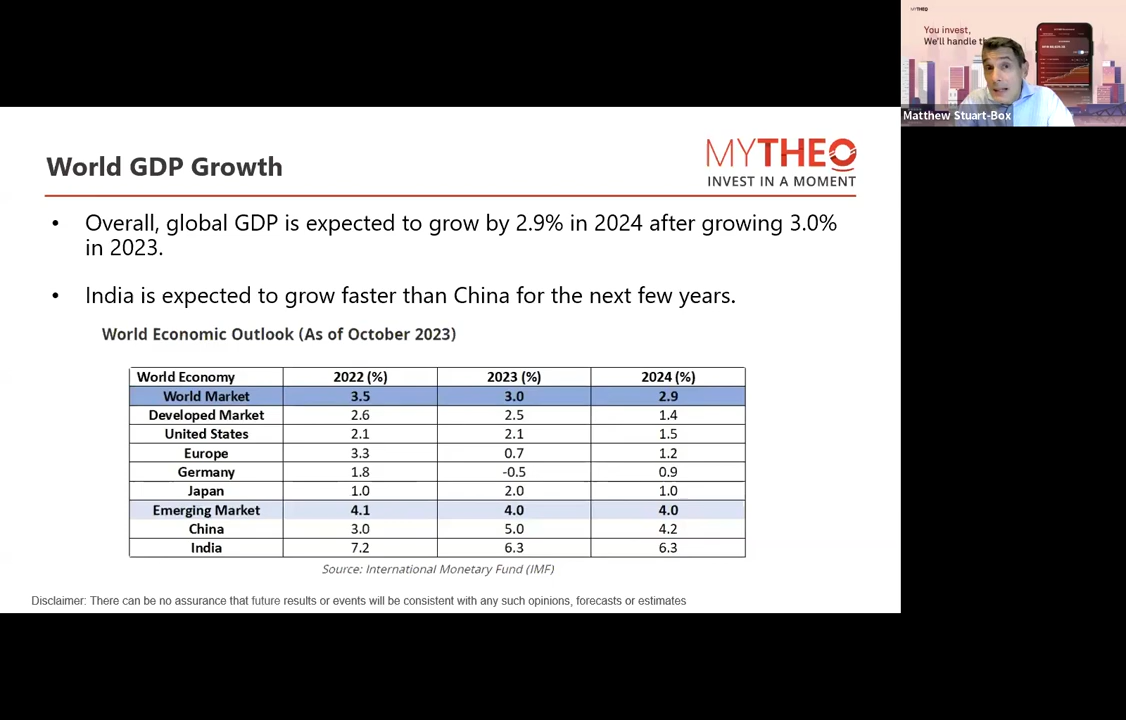 MYTHEO
You invest,
We'll handle th
Matthew Stuart-Box
World GDP Growth
MYTHEO
INVEST IN A MOMENT
• Overall, global GDP is expected to grow by 2.9% in 2024 after growing 3.0%
in 2023.
• India is expected to grow faster than China for the next few years.
World Economic Outlook (As of October 2023)
World Economy 2022 (%) 2023 (%) 2024 (%)
World Market 3.5 3.0 2.9
Developed Market 2.6 2.5 1.4
United States 2.1 2.1 1.5
Europe 3.3 0.7 1.2
Germany 1.8 -0.5 0.9
Japan 1.0 2.0 1.0
Emerging Market 4.1 4.0 4.0
China 3.0 5.0 4.2
India 7.2 6.3 6.3
Source: International Monetary Fund (IMF)
Disclaimer: There can be no assurance that future results or events will be consistent with any such opinions, forecasts or estimates